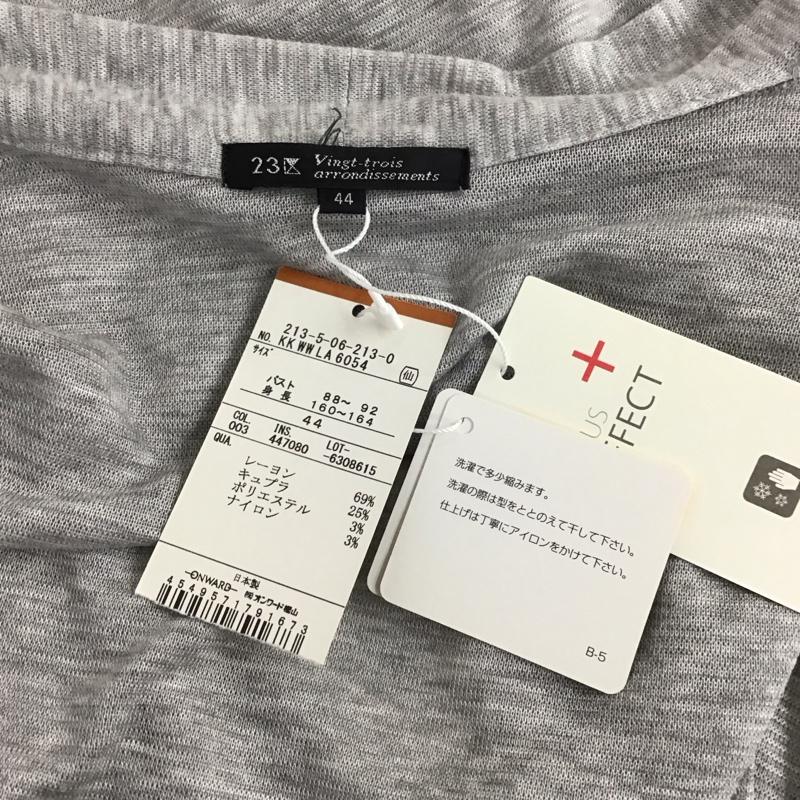 23区 Vingt-trois
arrondissements
44
213-5-06-213-0
NO. KKWWLA6054
サイズ
仙
バスト 88～ 92
身 長 160～164
44
COL. INS. LOT-
003 447080 -6308615
QUA.
レーヨン 69%
キュプラ 25%
ポリエステル 3%
ナイロン 3%
日本製
ONWARD ㈱オンワード樫山
4549571791673
US
FECT
洗濯で多少縮みます。
洗濯の際は型をととのえて干して下さい。
仕上げは丁寧にアイロンをかけて下さい。
B-5